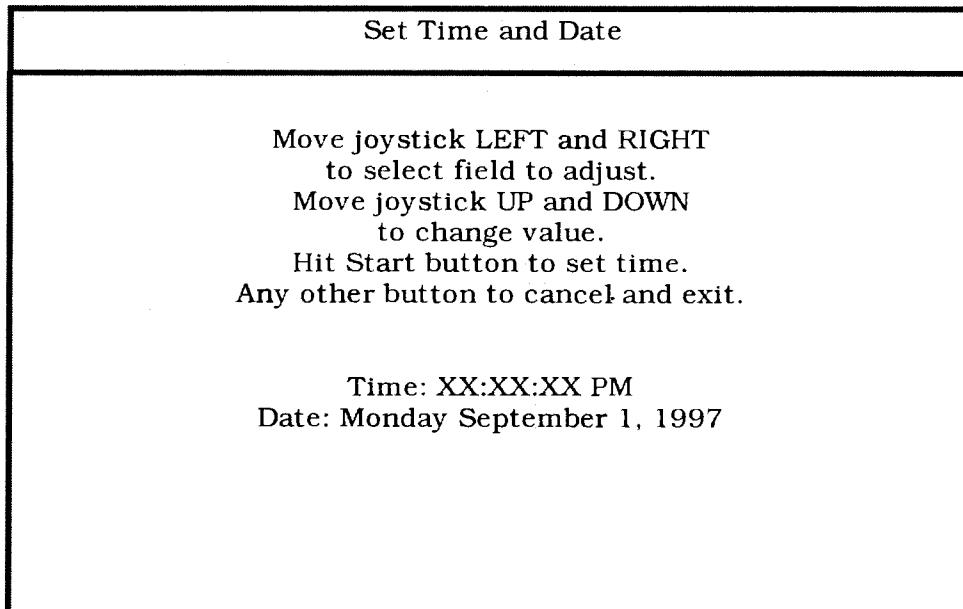 Set Time and Date
Move joystick LEFT and RIGHT
to select field to adjust.
Move joystick UP and DOWN
to change value.
Hit Start button to set time.
Any other button to cancel and exit.
Time: XX:XX:XX PM
Date: Monday September 1, 1997